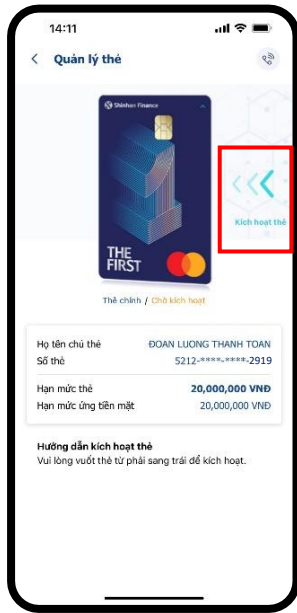 14:11
Quản lý thẻ
Shinhan Finance
Kích hoạt thẻ
THE
FIRST
Thẻ chính / Chờ kích hoạt
Họ tên chủ thẻ ĐOAN LUONG THANH TOAN
Số thẻ 5212-****-****-2919
Hạn mức thẻ 20,000,000 VNĐ
Hạn mức ứng tiền mặt 20,000,000 VNĐ
Hướng dẫn kích hoạt thẻ
Vui lòng vuốt thẻ từ phải sang trái để kích hoạt.